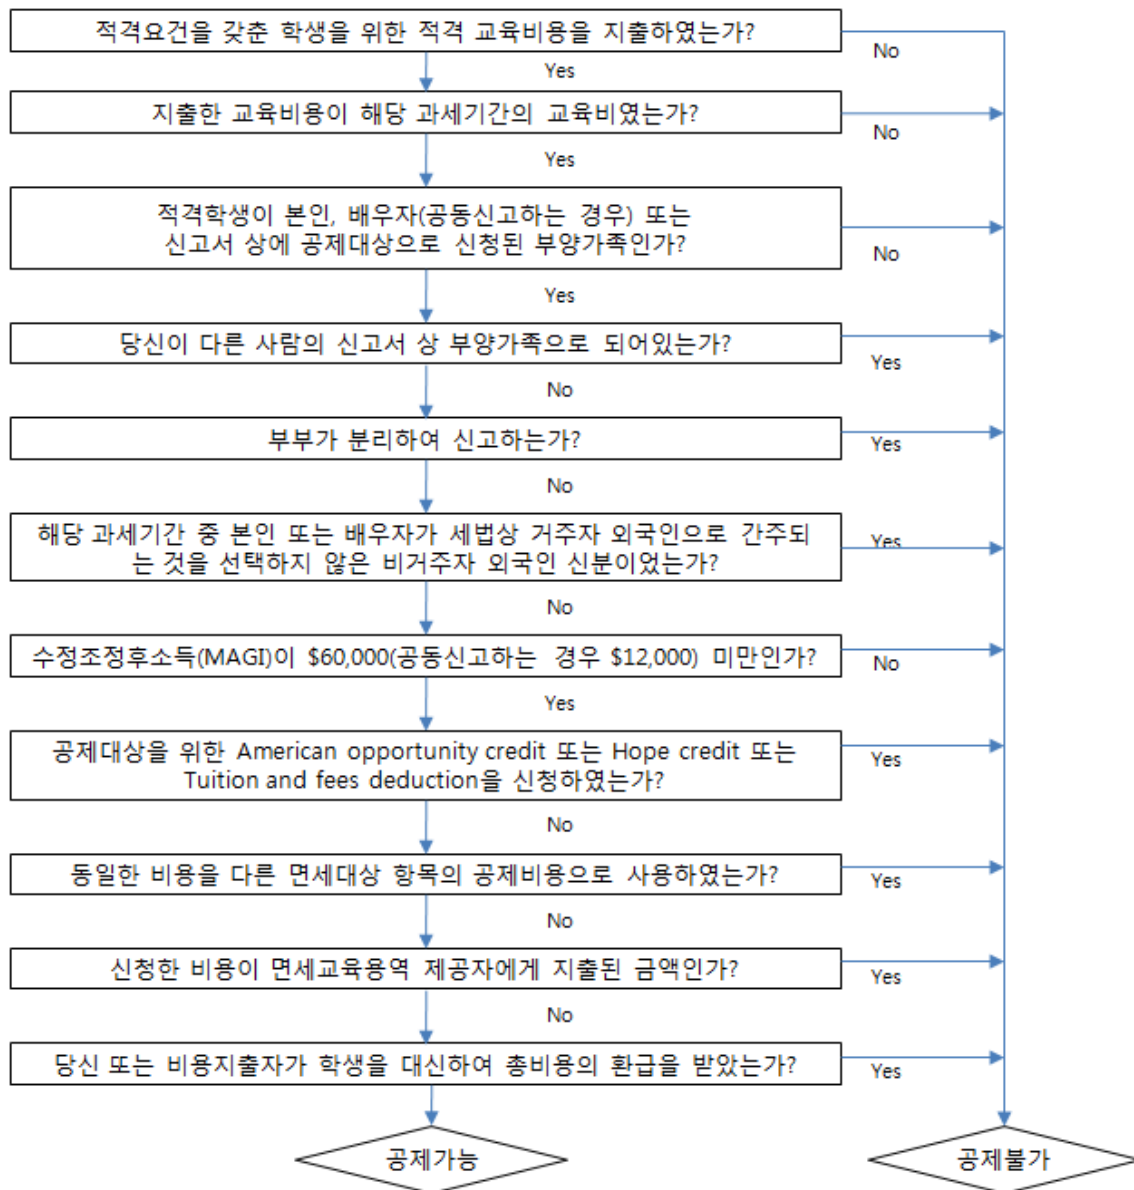 적격요건을 갖춘 학생을 위한 적격 교육비용을 지출하였는가?
No
Yes
지출한 교육비용이 해당 과세기간의 교육비였는가?
No
Yes
적격학생이 본인, 배우자(공동신고하는 경우) 또는
신고서 상에 공제대상으로 신청된 부양가족인가?
No
Yes
당신이 다른 사람의 신고서 상 부양가족으로 되어있는가?
Yes
No
부부가 분리하여 신고하는가?
Yes
No
해당 과세기간 중 본인 또는 배우자가 세법상 거주자 외국인으로 간주되
는 것을 선택하지 않은 비거주자 외국인 신분이었는가?
Yes
No
수정조정후소득(MAGI)이 $60,000(공동신고하는 경우 $12,000) 미만인가?
No
Yes
공제대상을 위한 American opportunity credit 또는 Hope credit 또는
Tuition and fees deduction을 신청하였는가?
Yes
No
동일한 비용을 다른 면세대상 항목의 공제비용으로 사용하였는가?
Yes
No
신청한 비용이 면세교육용역 제공자에게 지출된 금액인가?
Yes
No
당신 또는 비용지출자가 학생을 대신하여 총비용의 환급을 받았는가?
Yes
공제가능
공제불가